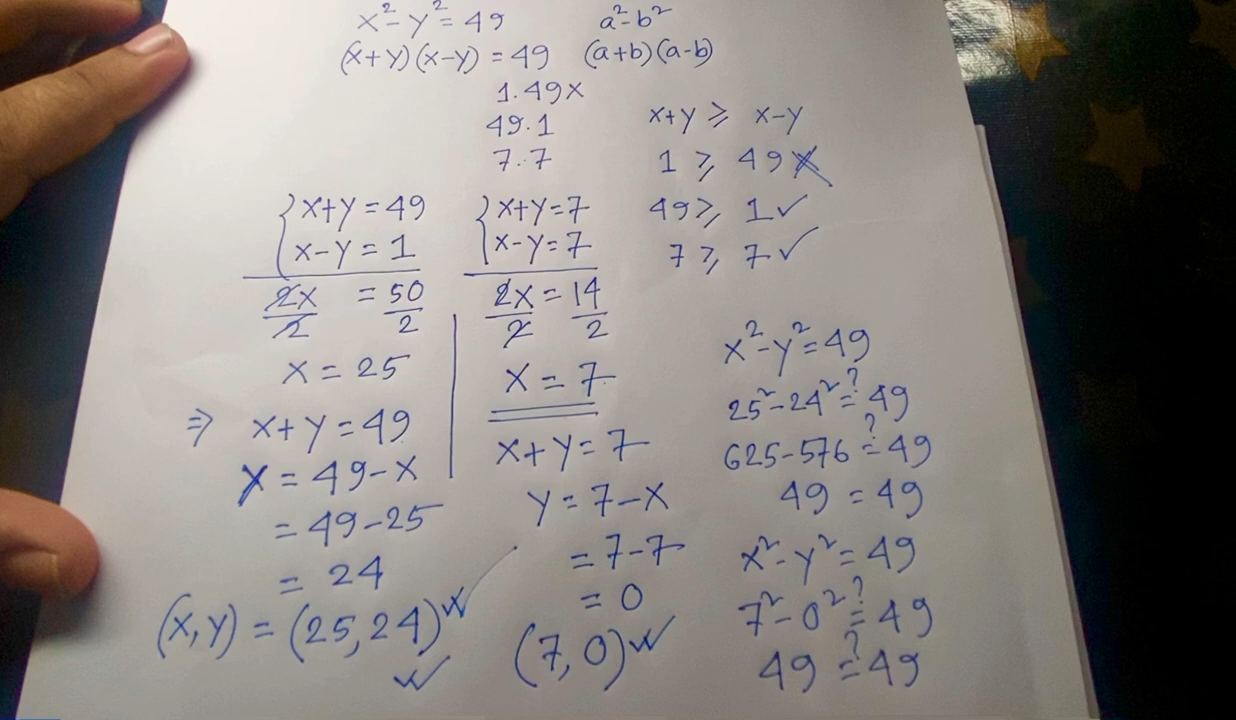 x² - y² = 49
a² - b²
(x+y)(x-y) = 49
(a+b)(a-b)
1.49x
49.1
7.7
x+y ⩾ x-y
1 ⩾ 49 x
49 ⩾ 1 ✓
7 ⩾ 7 ✓
x+y = 49
x-y = 1
2x/2 = 50/2
x = 25
⇒ x+y = 49
y = 49-x
= 49-25
= 24
(x,y) = (25,24)
x+y=7
x-y=7
2x/2 = 14/2
x = 7
x+y=7
y = 7-x
= 7-7
= 0
(7,0)
x²-y²=49
25²-24² ?= 49
625-576 ?= 49
49 = 49
x²-y²=49
7²-0² ?= 49
49 ?= 49